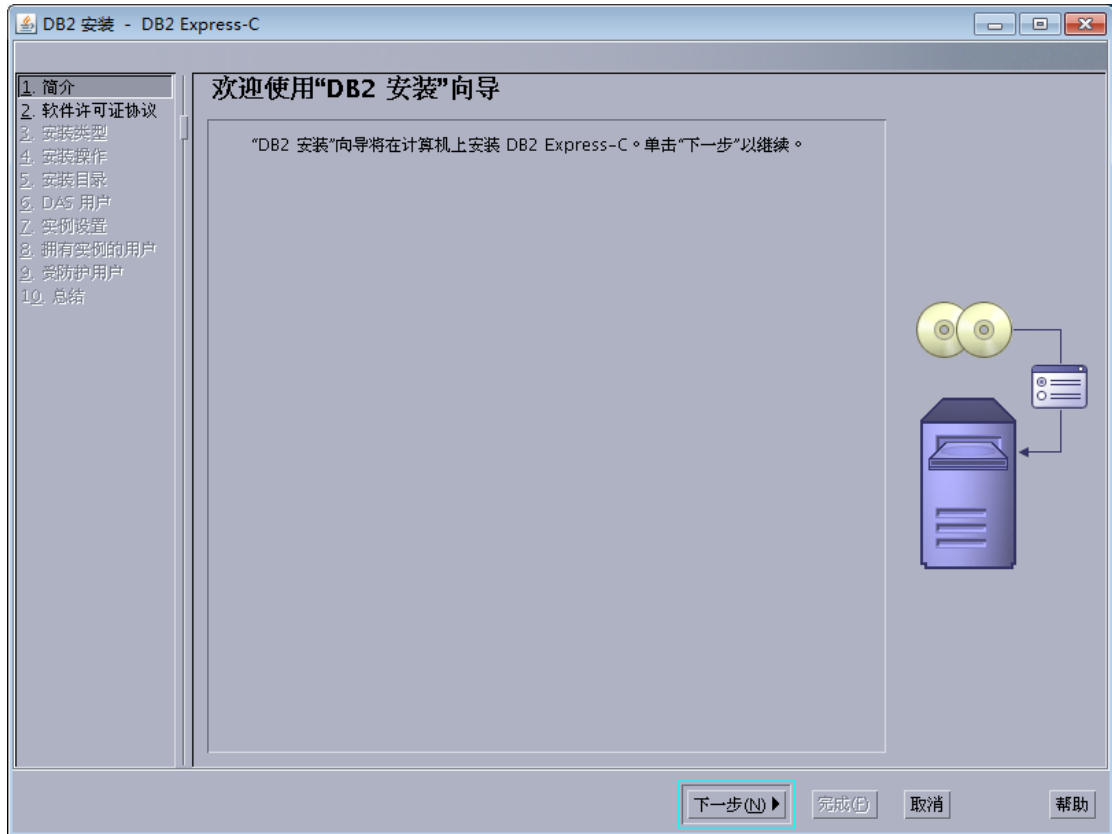 DB2 安装 - DB2 Express-C
1. 简介
2. 软件许可证协议
3. 安装类型
4. 安装操作
5. 安装目录
6. DAS 用户
7. 实例设置
8. 拥有实例的用户
9. 受防护用户
10. 总结
欢迎使用“DB2 安装”向导
“DB2 安装”向导将在计算机上安装 DB2 Express-C。单击“下一步”以继续。
下一步(N) 完成(F) 取消 帮助